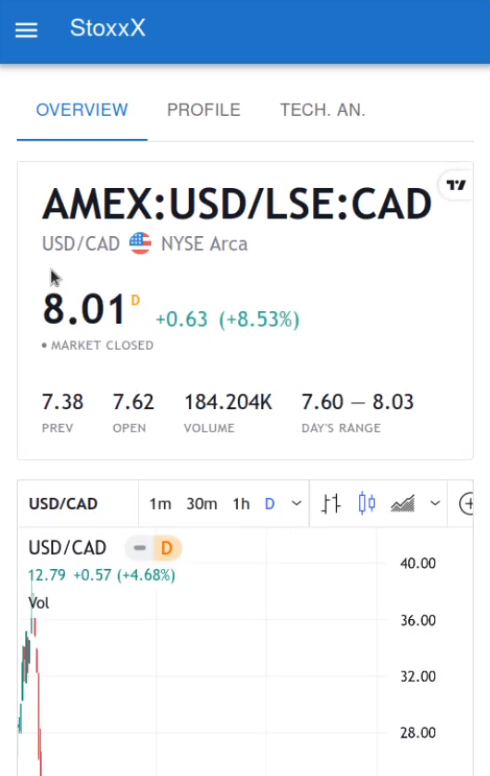 StoxxX
OVERVIEW PROFILE TECH. AN.
AMEX:USD/LSE:CAD
USD/CAD NYSE Arca
8.01 D +0.63 (+8.53%)
• MARKET CLOSED
7.38 7.62 184.204K 7.60 — 8.03
PREV OPEN VOLUME DAY'S RANGE
USD/CAD 1m 30m 1h D
USD/CAD D
12.79 +0.57 (+4.68%)
40.00
Vol
36.00
32.00
28.00